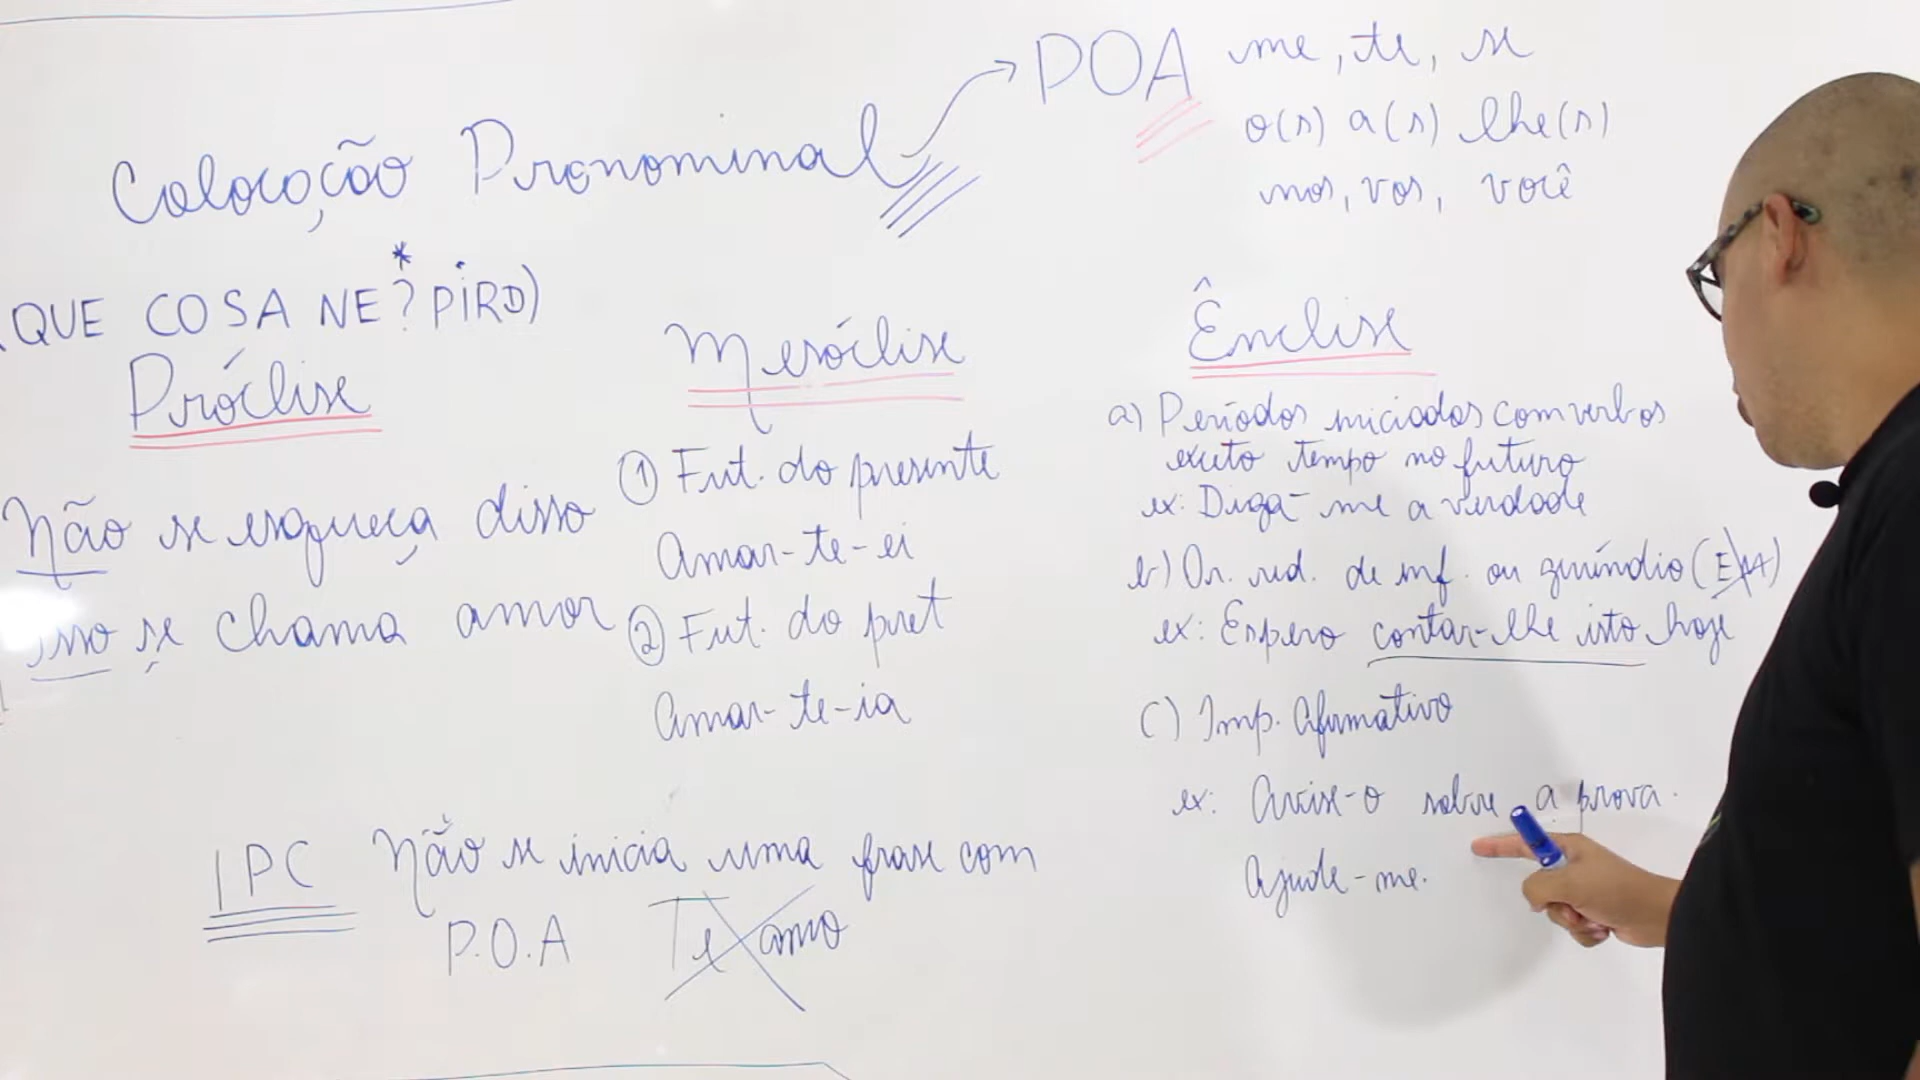 Colocação Pronominal
POA me, te, se
o(s) a(s) lhe(s)
nos, vos, você
(QUE COSA NE*? PIRO)
Próclise
Não se esqueça disso
isso se chama amor
Mesóclise
① Fut. do presente
Amar-te-ei
② Fut. do pret
Amar-te-ia
Ênclise
a) Períodos iniciados com verbos
exceto tempo no futuro
ex: Diga-me a verdade
b) Or. red. de inf. ou gerúndio (EM)
ex: Espero contar-lhe isto hoje
c) Imp. Afirmativo
ex: Avise-o sobre a prova.
Ajude-me.
IPC Não se inicia uma frase com
P.O.A Te amo